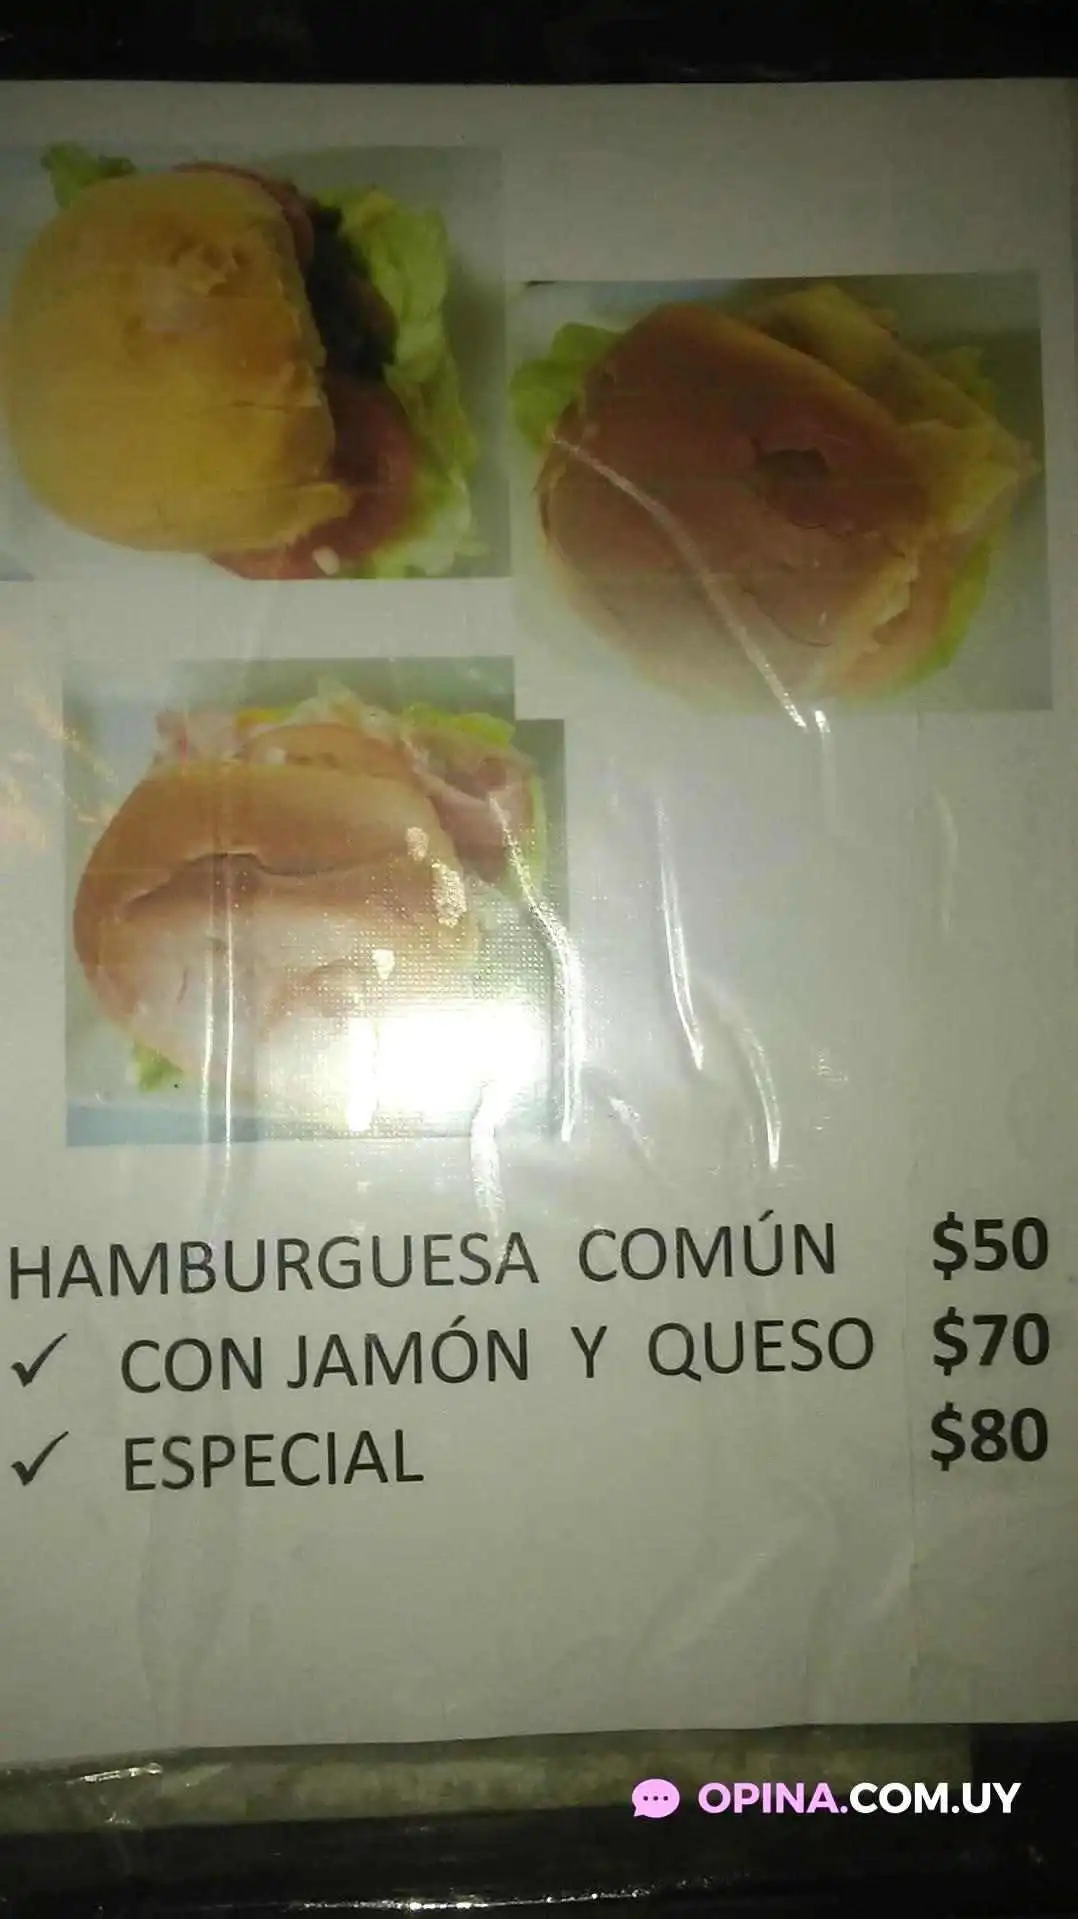 HAMBURGUESA COMÚN $50
✓ CON JAMÓN Y QUESO $70
✓ ESPECIAL $80
OPINA.COM.UY